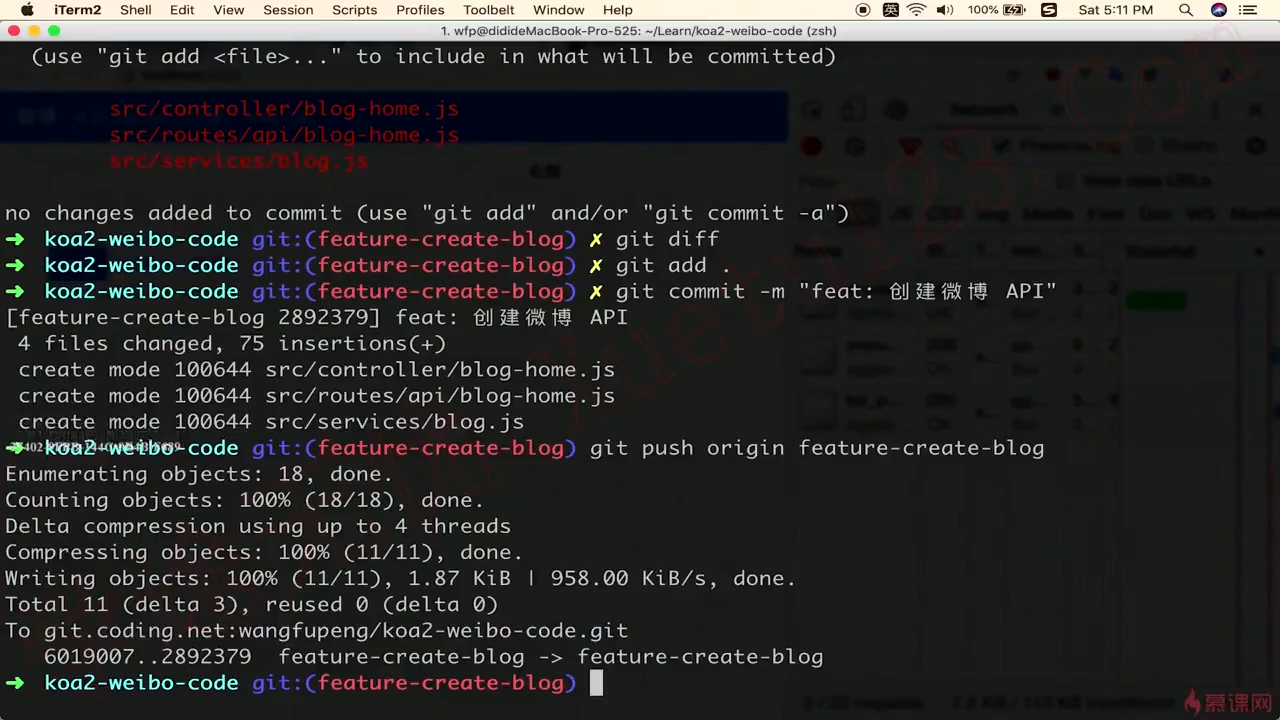 iTerm2 Shell Edit View Session Scripts Profiles Toolbelt Window Help 英 100% Sat 5:11 PM
1. wfp@didideMacBook-Pro-525: ~/Learn/koa2-weibo-code (zsh)
(use "git add <file>..." to include in what will be committed)
src/controller/blog-home.js
src/routes/api/blog-home.js
src/services/blog.js
no changes added to commit (use "git add" and/or "git commit -a")
➜ koa2-weibo-code git:(feature-create-blog) ✗ git diff
➜ koa2-weibo-code git:(feature-create-blog) ✗ git add .
➜ koa2-weibo-code git:(feature-create-blog) ✗ git commit -m "feat: 创建微博 API"
[feature-create-blog 2892379] feat: 创建微博 API
4 files changed, 75 insertions(+)
create mode 100644 src/controller/blog-home.js
create mode 100644 src/routes/api/blog-home.js
create mode 100644 src/services/blog.js
➜ koa2-weibo-code git:(feature-create-blog) git push origin feature-create-blog
Enumerating objects: 18, done.
Counting objects: 100% (18/18), done.
Delta compression using up to 4 threads
Compressing objects: 100% (11/11), done.
Writing objects: 100% (11/11), 1.87 KiB | 958.00 KiB/s, done.
Total 11 (delta 3), reused 0 (delta 0)
To git.coding.net:wangfupeng/koa2-weibo-code.git
6019007..2892379 feature-create-blog -> feature-create-blog
➜ koa2-weibo-code git:(feature-create-blog)
慕课网